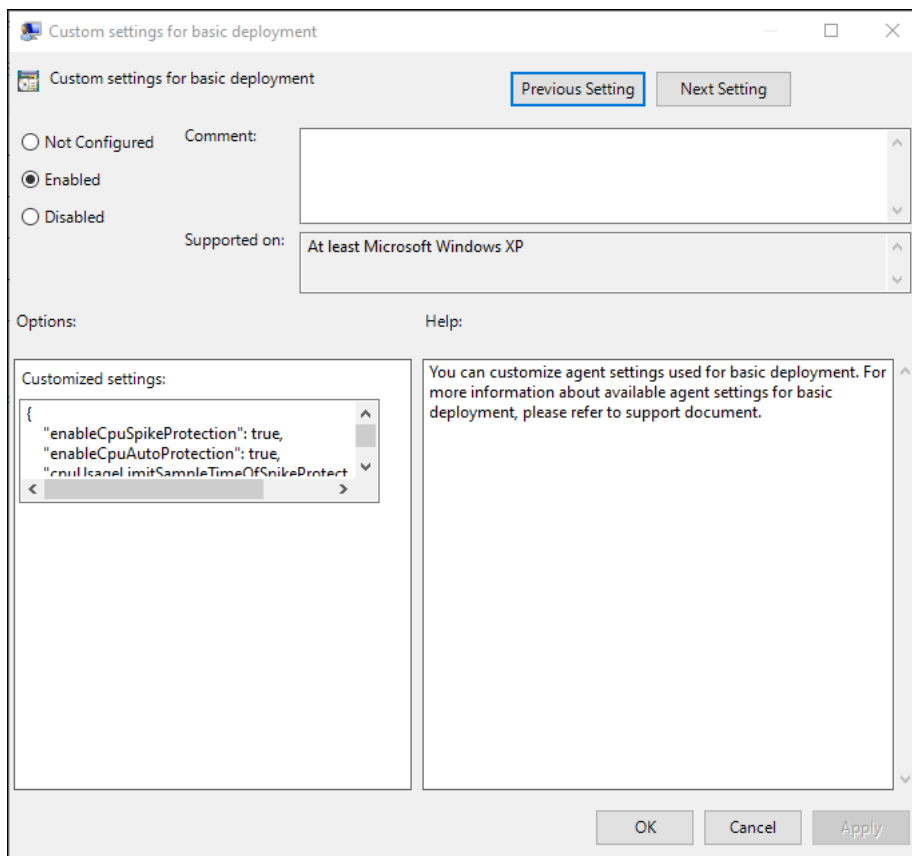 Custom settings for basic deployment
Custom settings for basic deployment
Previous Setting
Next Setting
Not Configured
Enabled
Disabled
Comment:
Supported on:
At least Microsoft Windows XP
Options:
Help:
Customized settings:
{
"enableCpuSpikeProtection": true,
"enableCpuAutoProtection": true,
"cpuUsageLimitSampleTimeOfSpikeProtect
You can customize agent settings used for basic deployment. For
more information about available agent settings for basic
deployment, please refer to support document.
OK
Cancel
Apply